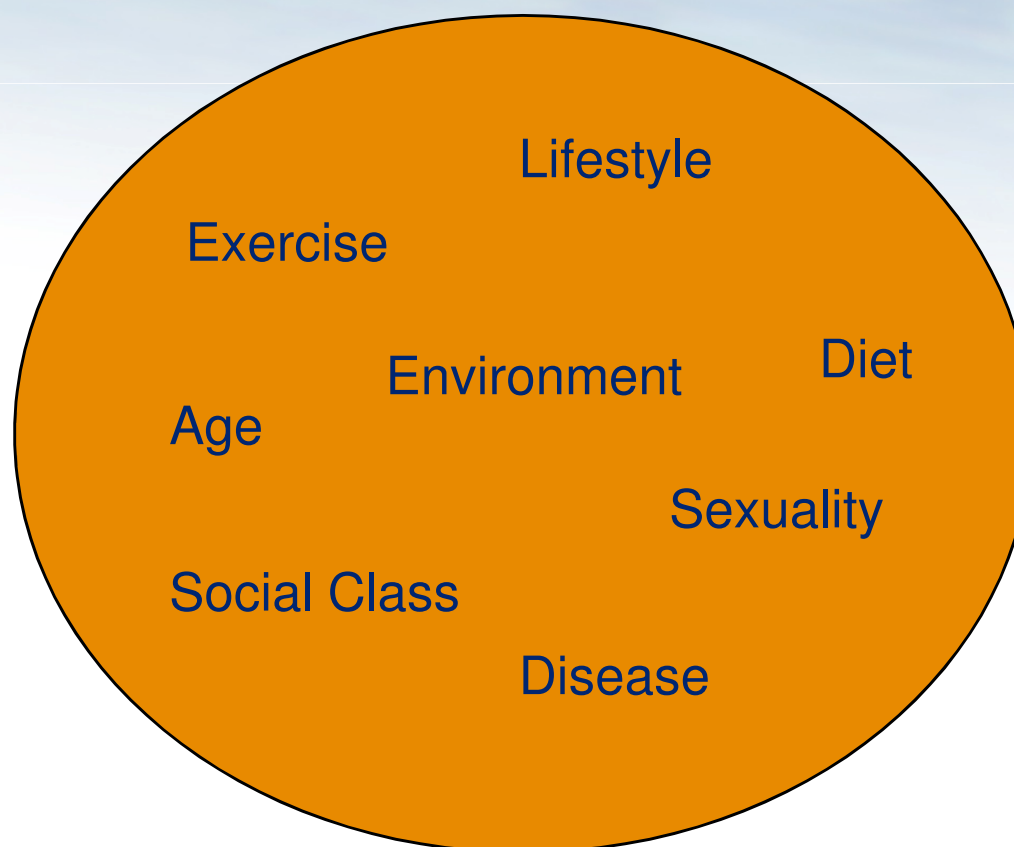 Lifestyle
Exercise
Diet
Environment
Age
Sexuality
Social Class
Disease